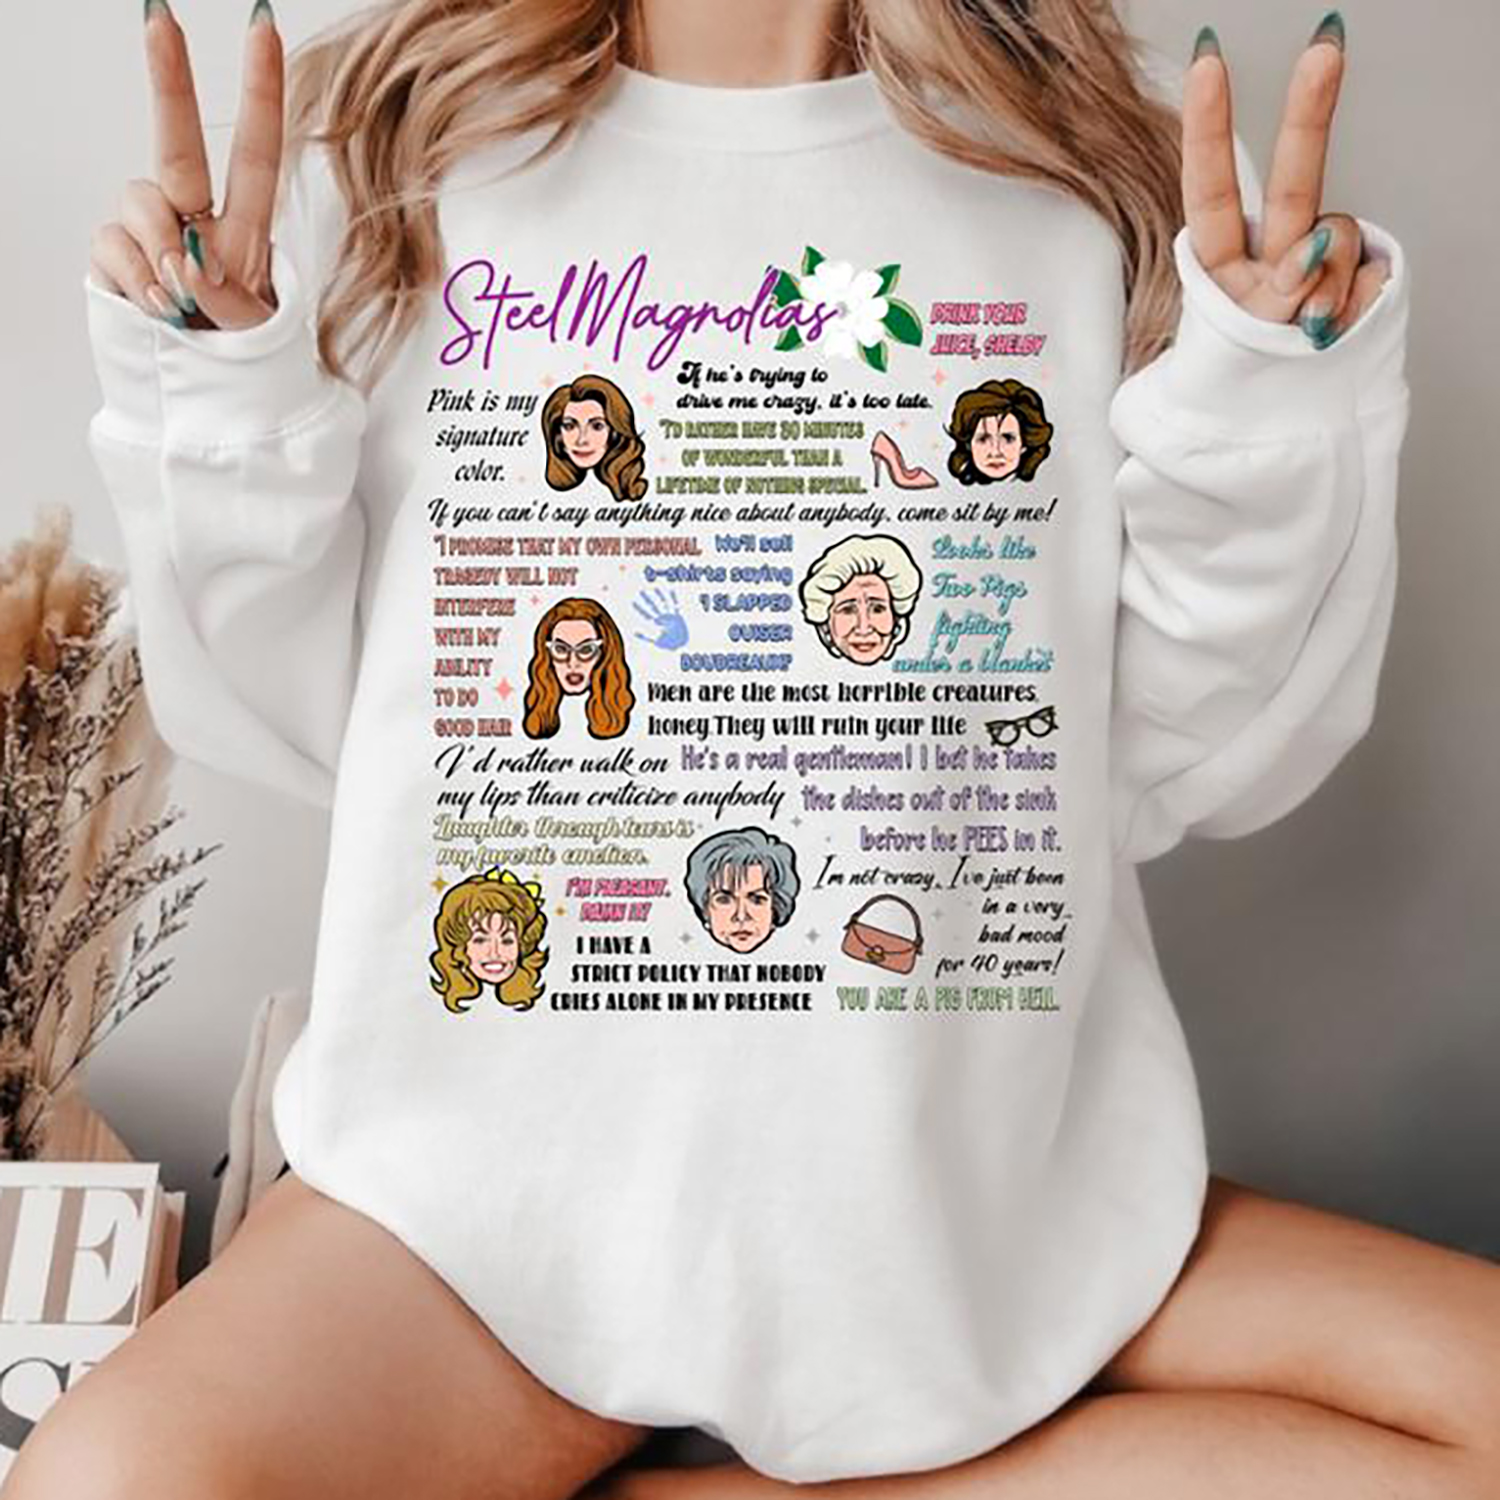 Steel Magnolias
DRINK YOUR
JUICE, SHELBY
Pink is my
signature
color.
If he's trying to
drive me crazy, it's too late.
"I'D RATHER HAVE 30 MINUTES
OF WONDERFUL THAN A
LIFETIME OF NOTHING SPECIAL.
If you can't say anything nice about anybody, come sit by me!
"I PROMISE THAT MY OWN PERSONAL
TRAGEDY WILL NOT
INTERFERE
WITH MY
ABILITY
TO DO
GOOD HAIR
We'll sell
t-shirts saying
"I SLAPPED
OUISER
BOUDREAUX!"
Looks like
Two Pigs
fighting
under a blanket
Men are the most horrible creatures,
honey. They will ruin your life
I'd rather walk on
my lips than criticize anybody
He's a real gentleman! I bet he takes
the dishes out of the sink
before he PEES in it.
Laughter through tears is
my favorite emotion.
I'M PLEASANT,
DAMN IT!
I HAVE A
STRICT POLICY THAT NOBODY
CRIES ALONE IN MY PRESENCE
I'm not crazy, I've just been
in a very
bad mood
for 40 years!
YOU ARE A PIG FROM HELL.
E
S